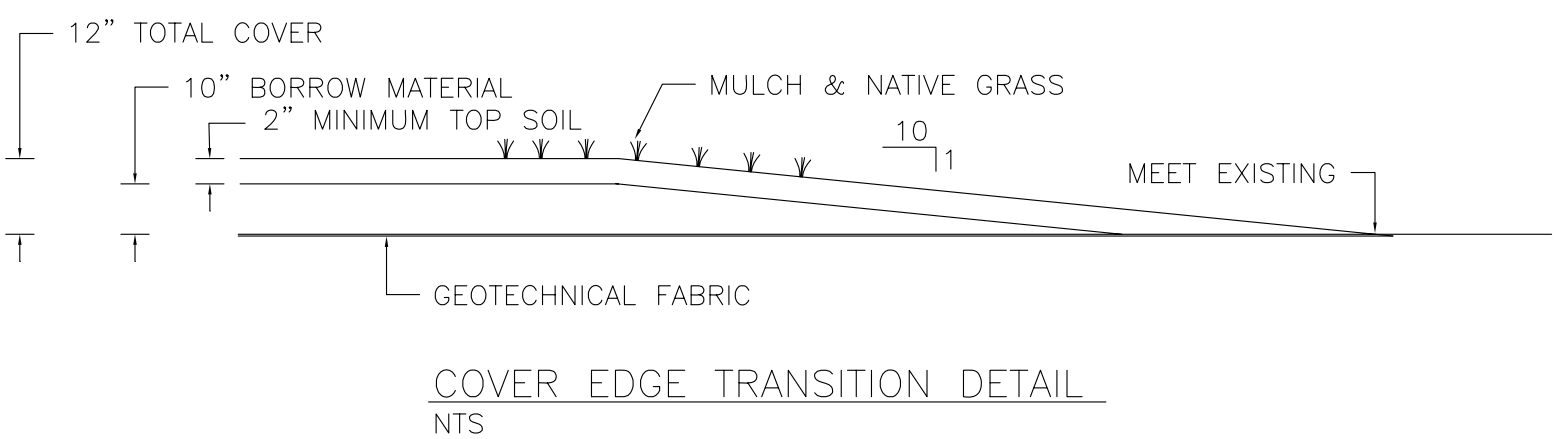 12” TOTAL COVER
10” BORROW MATERIAL
2” MINIMUM TOP SOIL
MULCH & NATIVE GRASS
10
1
MEET EXISTING
GEOTECHNICAL FABRIC
COVER EDGE TRANSITION DETAIL
NTS